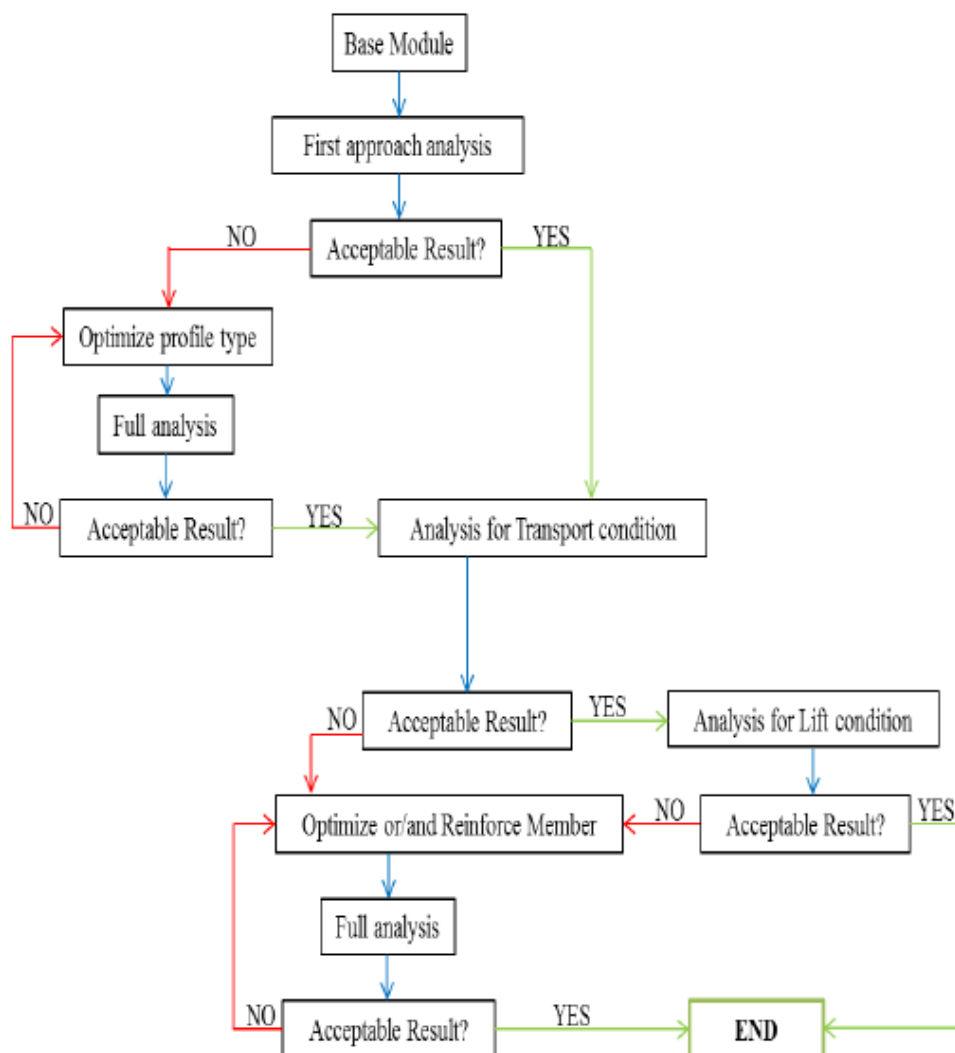 Base Module
First approach analysis
NO
Acceptable Result?
YES
Optimize profile type
Full analysis
NO
Acceptable Result?
YES
Analysis for Transport condition
NO
Acceptable Result?
YES
Analysis for Lift condition
Optimize or/and Reinforce Member
NO
Acceptable Result?
YES
Full analysis
NO
Acceptable Result?
YES
END